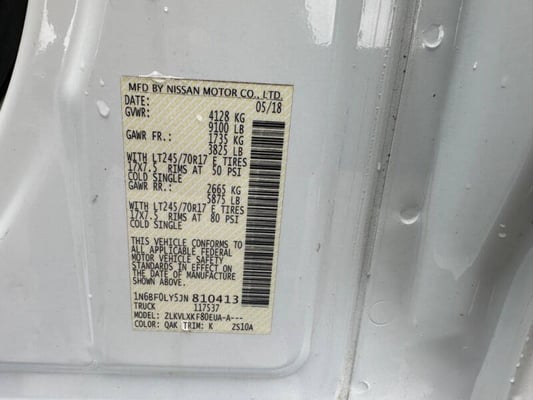 MFD BY NISSAN MOTOR CO., LTD.
DATE: 05/18
GVWR: 4128 KG
9100 LB
GAWR FR.: 1735 KG
3825 LB
WITH LT245/70R17 E TIRES
17X7.5 RIMS AT 50 PSI
COLD SINGLE
GAWR RR.: 2665 KG
5875 LB
WITH LT245/70R17 E TIRES
17X7.5 RIMS AT 80 PSI
COLD SINGLE
THIS VEHICLE CONFORMS TO
ALL APPLICABLE FEDERAL
MOTOR VEHICLE SAFETY
STANDARDS IN EFFECT ON
THE DATE OF MANUFACTURE
SHOWN ABOVE.
1N6BF0LY5JN810413
TRUCK 117537
MODEL: ZLKVLXKF80EUA-A---
COLOR: QAK TRIM: K ZS10A